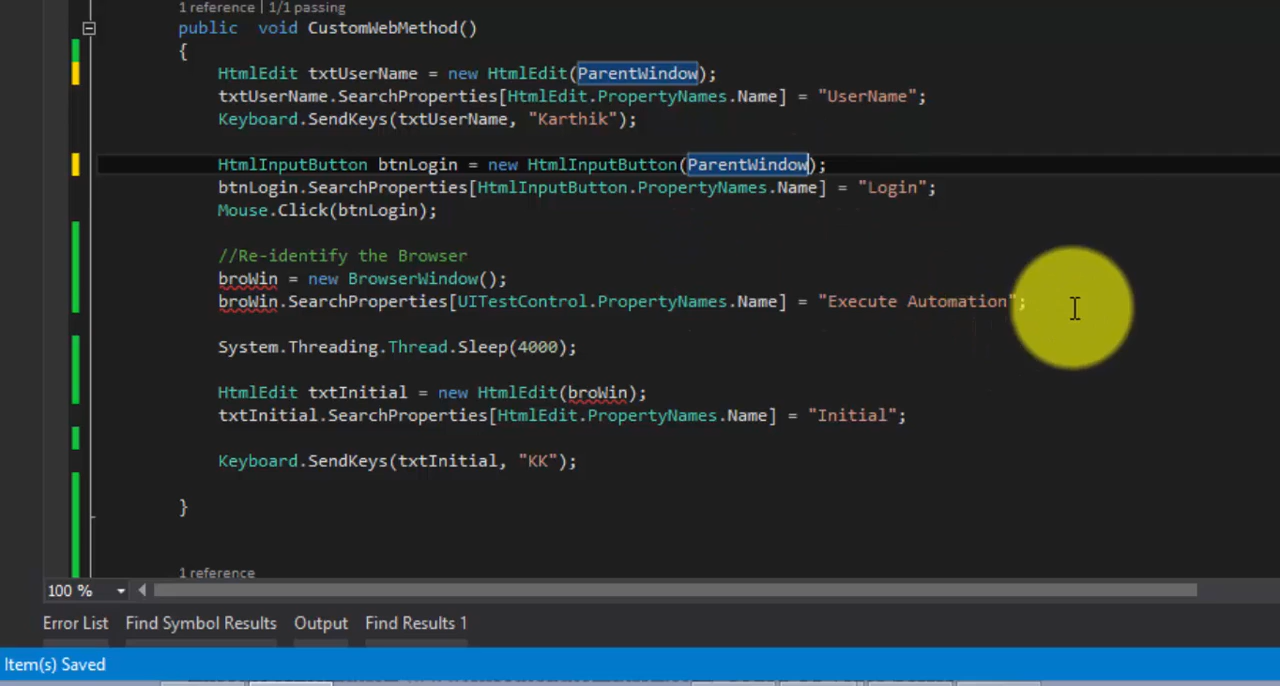 1 reference | 1/1 passing
public void CustomWebMethod()
{
HtmlEdit txtUserName = new HtmlEdit(ParentWindow);
txtUserName.SearchProperties[HtmlEdit.PropertyNames.Name] = "UserName";
Keyboard.SendKeys(txtUserName, "Karthik");
HtmlInputButton btnLogin = new HtmlInputButton(ParentWindow);
btnLogin.SearchProperties[HtmlInputButton.PropertyNames.Name] = "Login";
Mouse.Click(btnLogin);
//Re-identify the Browser
broWin = new BrowserWindow();
broWin.SearchProperties[UITestControl.PropertyNames.Name] = "Execute Automation";
System.Threading.Thread.Sleep(4000);
HtmlEdit txtInitial = new HtmlEdit(broWin);
txtInitial.SearchProperties[HtmlEdit.PropertyNames.Name] = "Initial";
Keyboard.SendKeys(txtInitial, "KK");
}
1 reference
100 %
Error List Find Symbol Results Output Find Results 1
Item(s) Saved